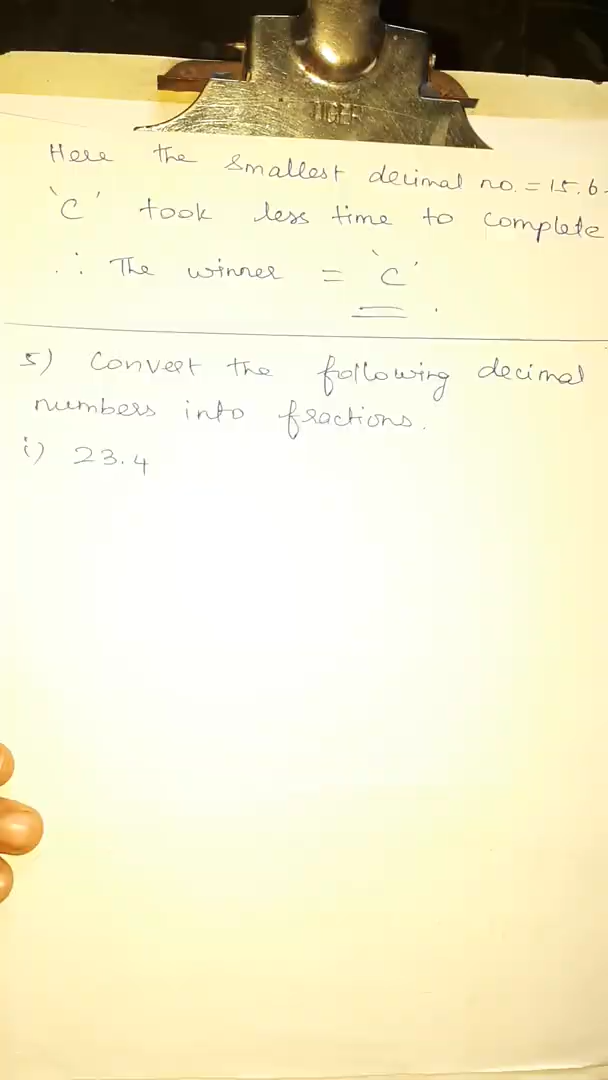 TIGER
Here the smallest decimal no. = 15.6
'C' took less time to complete
∴ The winner = 'C'.
5) Convert the following decimal
numbers into fractions.
i) 23.4